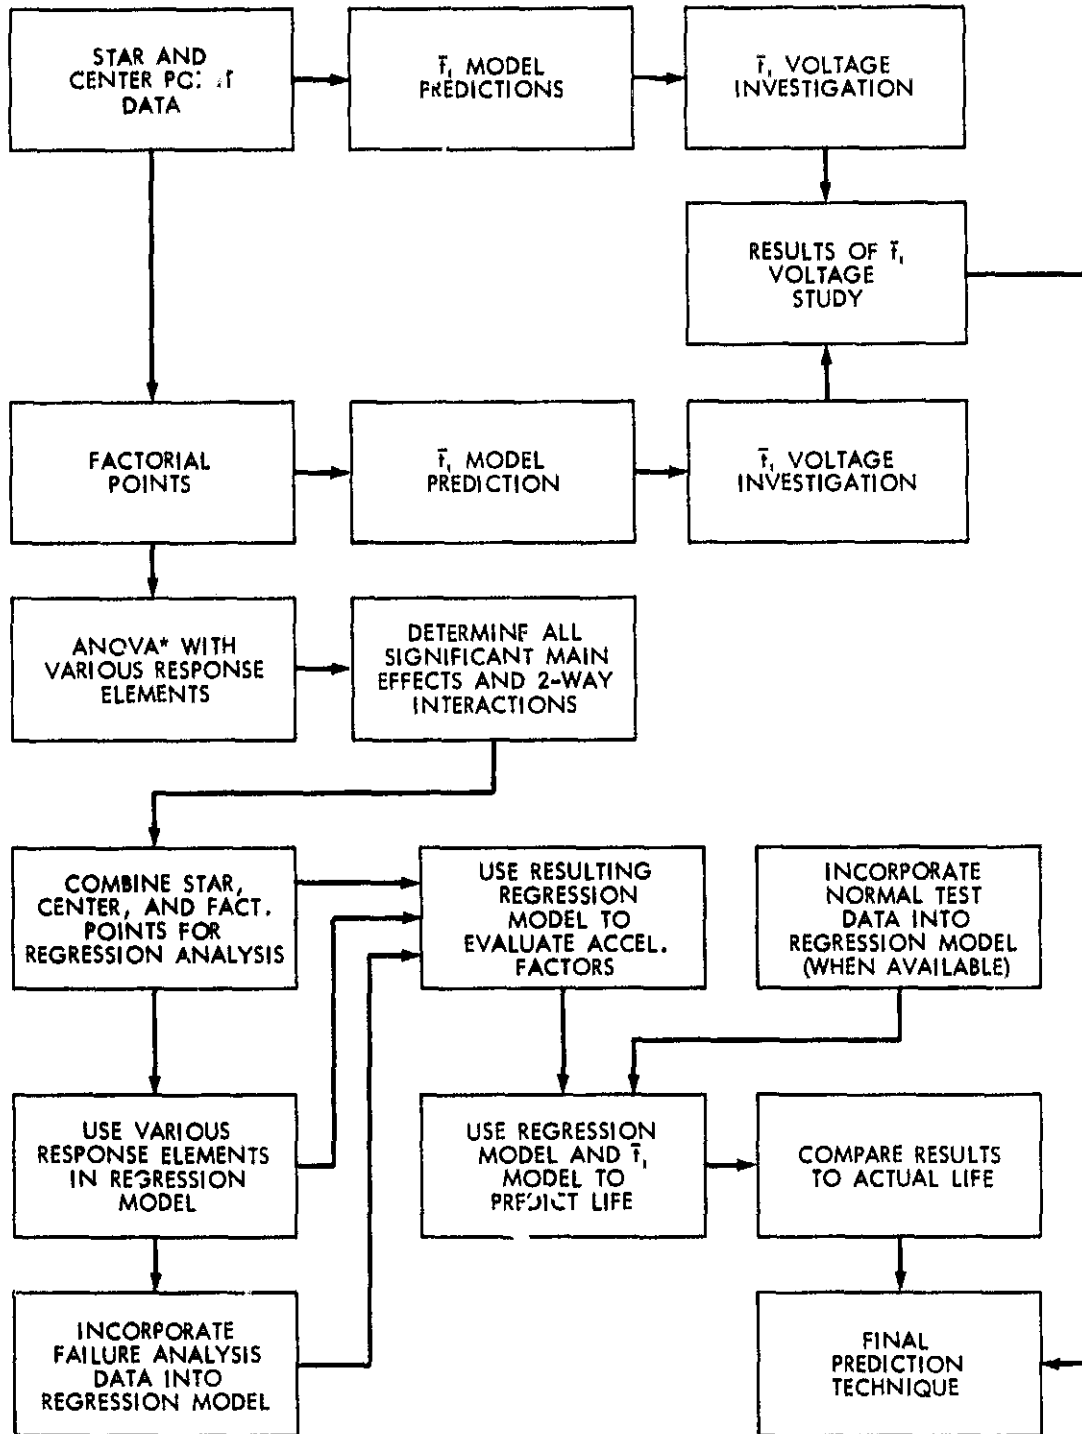 STAR AND
CENTER
DATA
t̄₁ MODEL
PREDICTIONS
t̄₁ VOLTAGE
INVESTIGATION
RESULTS OF t̄₁
VOLTAGE
STUDY
FACTORIAL
POINTS
t̄₁ MODEL
PREDICTION
t̄₁ VOLTAGE
INVESTIGATION
ANOVA* WITH
VARIOUS RESPONSE
ELEMENTS
DETERMINE ALL
SIGNIFICANT MAIN
EFFECTS AND 2-WAY
INTERACTIONS
COMBINE STAR,
CENTER, AND FACT.
POINTS FOR
REGRESSION ANALYSIS
USE RESULTING
REGRESSION
MODEL TO
EVALUATE ACCEL.
FACTORS
INCORPORATE
NORMAL TEST
DATA INTO
REGRESSION MODEL
(WHEN AVAILABLE)
USE VARIOUS
RESPONSE ELEMENTS
IN REGRESSION
MODEL
USE REGRESSION
MODEL AND t̄₁
MODEL TO
PREDICT LIFE
COMPARE RESULTS
TO ACTUAL LIFE
INCORPORATE
FAILURE ANALYSIS
DATA INTO
REGRESSION MODEL
FINAL
PREDICTION
TECHNIQUE